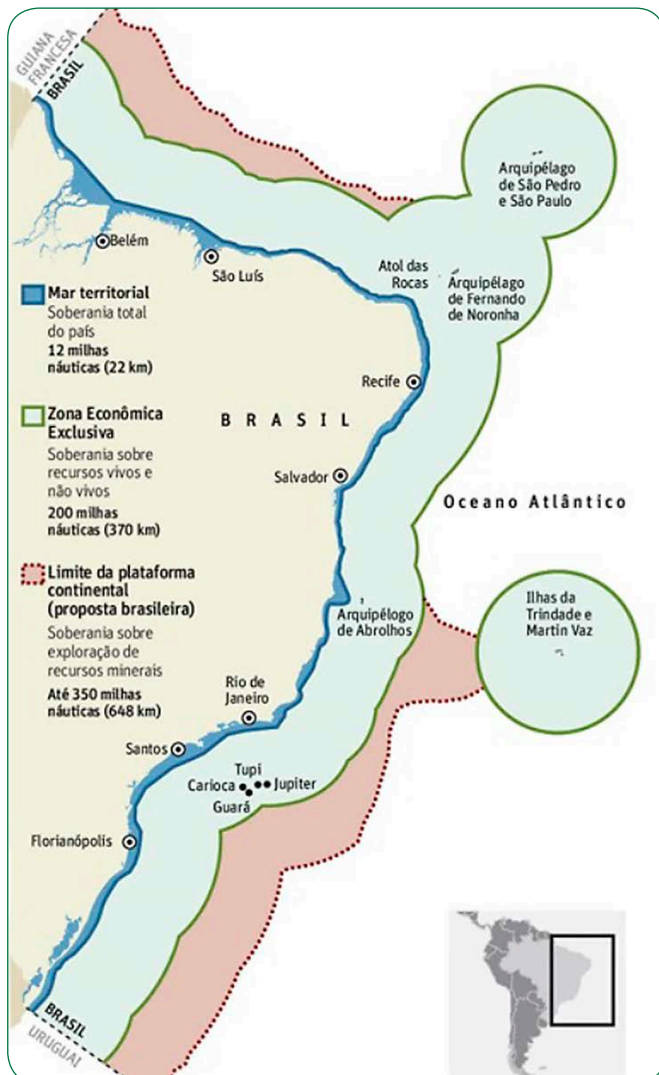 GUIANA
FRANCESA
BRASIL
Arquipélago
de São Pedro
e São Paulo
Belém
São Luís
Atol das
Rocas
Arquipélago
de Fernando
de Noronha
Mar territorial
Soberania total
do país
12 milhas
náuticas (22 km)
Recife
BRASIL
Zona Econômica
Exclusiva
Soberania sobre
recursos vivos e
não vivos
200 milhas
náuticas (370 km)
Salvador
Oceano Atlântico
Limite da plataforma
continental
(proposta brasileira)
Soberania sobre
exploração de
recursos minerais
Até 350 milhas
náuticas (648 km)
Arquipélogo
de Abrolhos
Ilhas da
Trindade e
Martin Vaz
Rio de
Janeiro
Santos
Tupi
Carioca
Jupiter
Guará
Florianópolis
BRASIL
URUGUAI